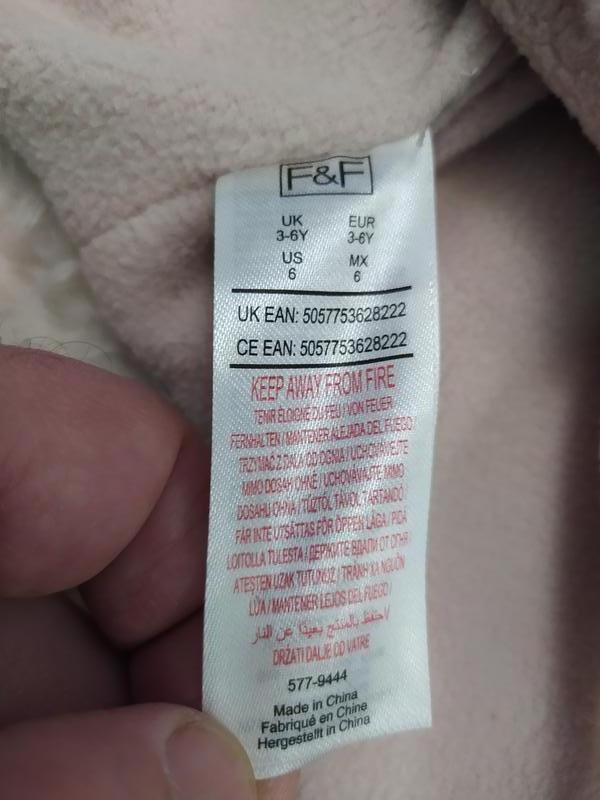 F&F
UK EUR
3-6Y 3-6Y
US MX
6 6
UK EAN: 5057753628222
CE EAN: 5057753628222
KEEP AWAY FROM FIRE
TENIR ÉLOIGNÉ DU FEU / VON FEUER
FERNHALTEN / MANTENER ALEJADA DEL FUEGO
TRZYMAĆ Z DALA OD OGNIA / UCHOVÁVEJTE
MIMO DOSAH OHNĚ / UCHOVÁVAJTE MIMO
DOSAHU OHŇA / TŰZTŐL TÁVOL TARTANDÓ /
FÅR INTE UTSÄTTAS FÖR ÖPPEN LÅGA / PIDÄ
LOITOLLA TULESTA / ДЕРЖИТЕ ВДАЛИ ОТ ОГНЯ /
ATEŞTEN UZAK TUTUNUZ / TRÁNH XA NGUỒN
LỬA / MANTENER LEJOS DEL FUEGO /
احتفظ بالمنتج بعيدًا عن النار /
DRŽATI DALJE OD VATRE
577-9444
Made in China
Fabriqué en Chine
Hergestellt in China